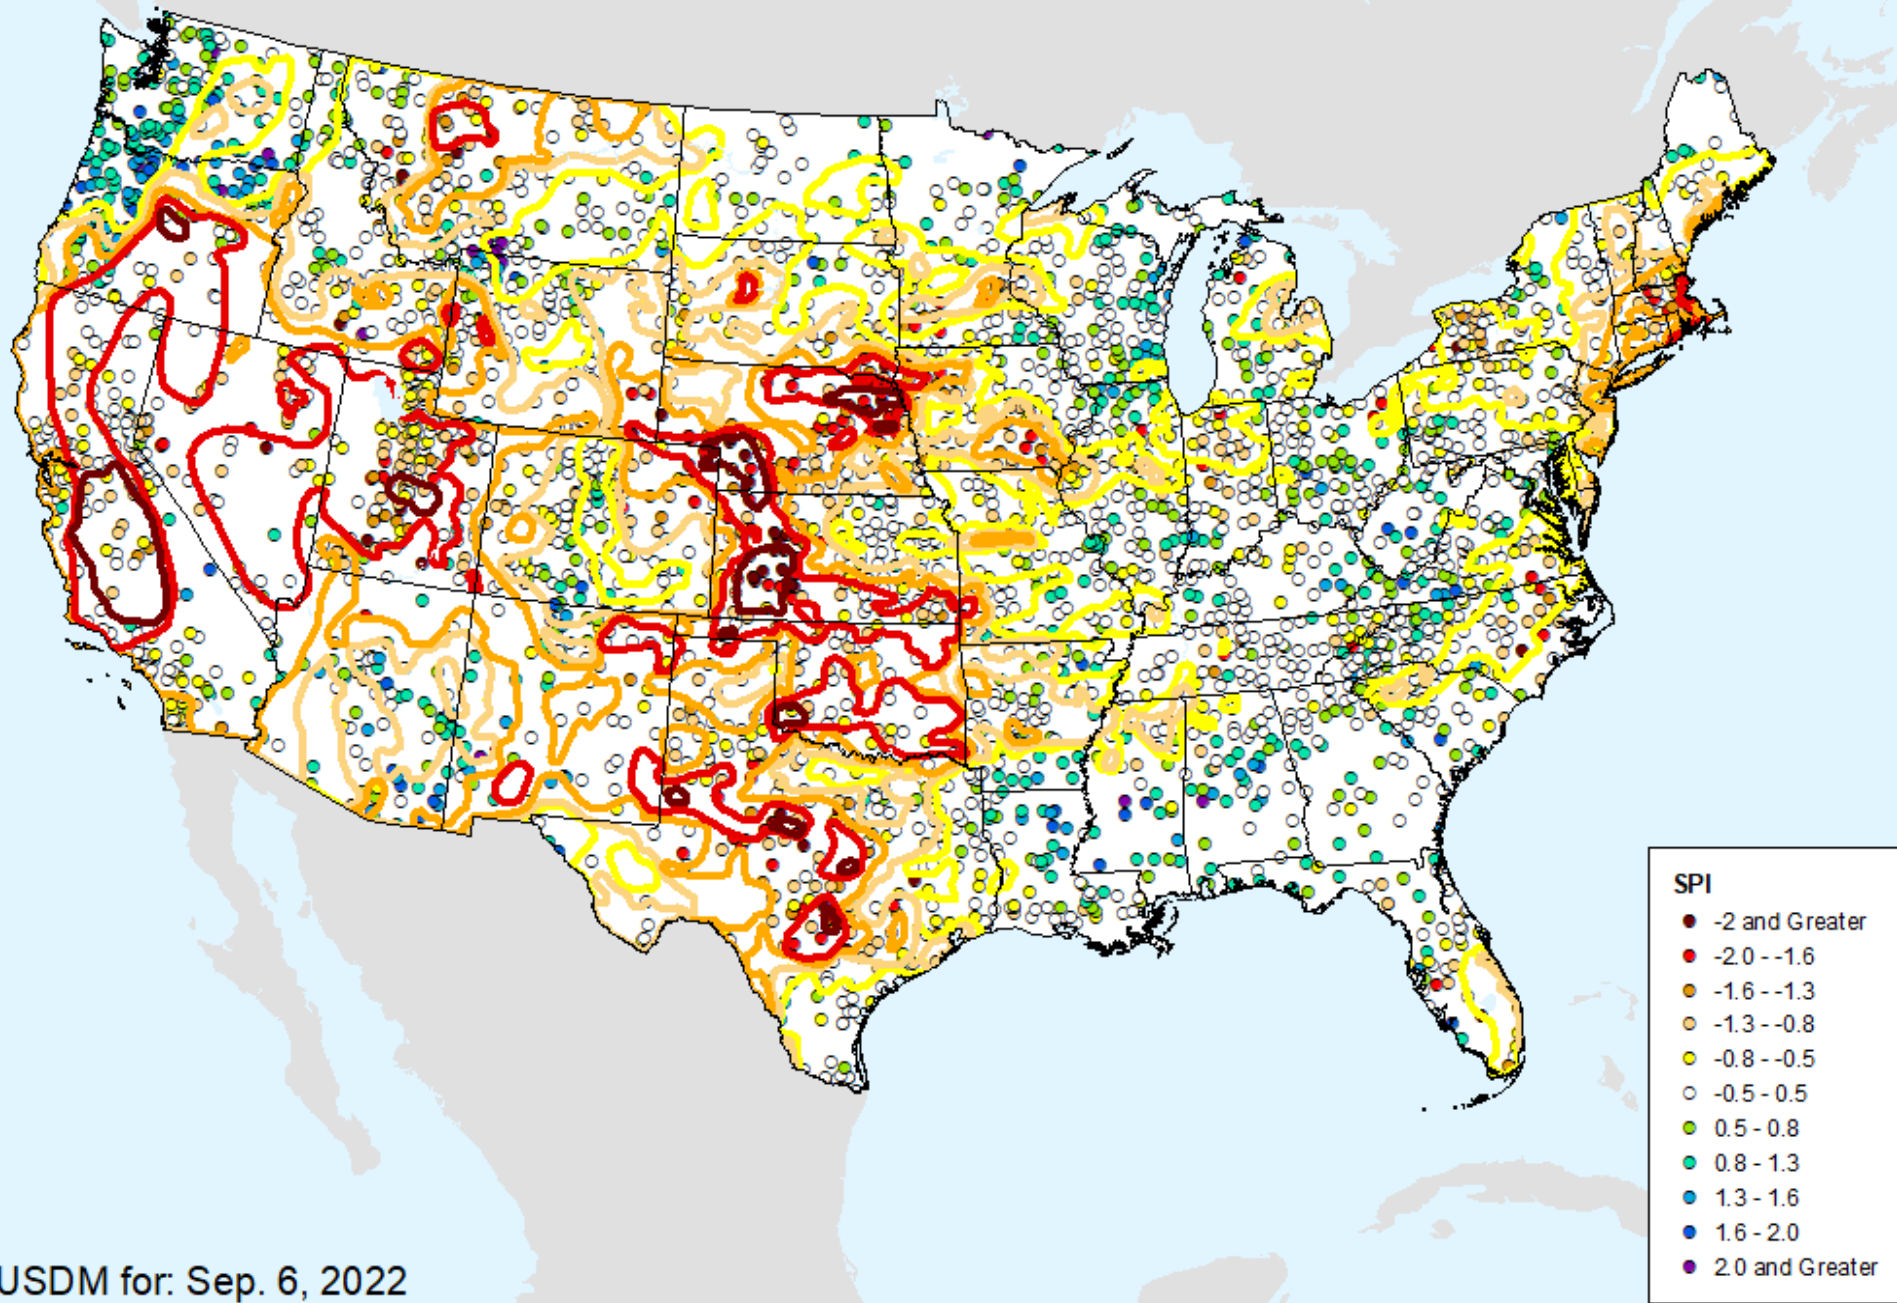 SPI
-2 and Greater
-2.0 - -1.6
-1.6 - -1.3
-1.3 - -0.8
-0.8 - -0.5
-0.5 - 0.5
0.5 - 0.8
0.8 - 1.3
1.3 - 1.6
1.6 - 2.0
2.0 and Greater
USDM for: Sep. 6, 2022